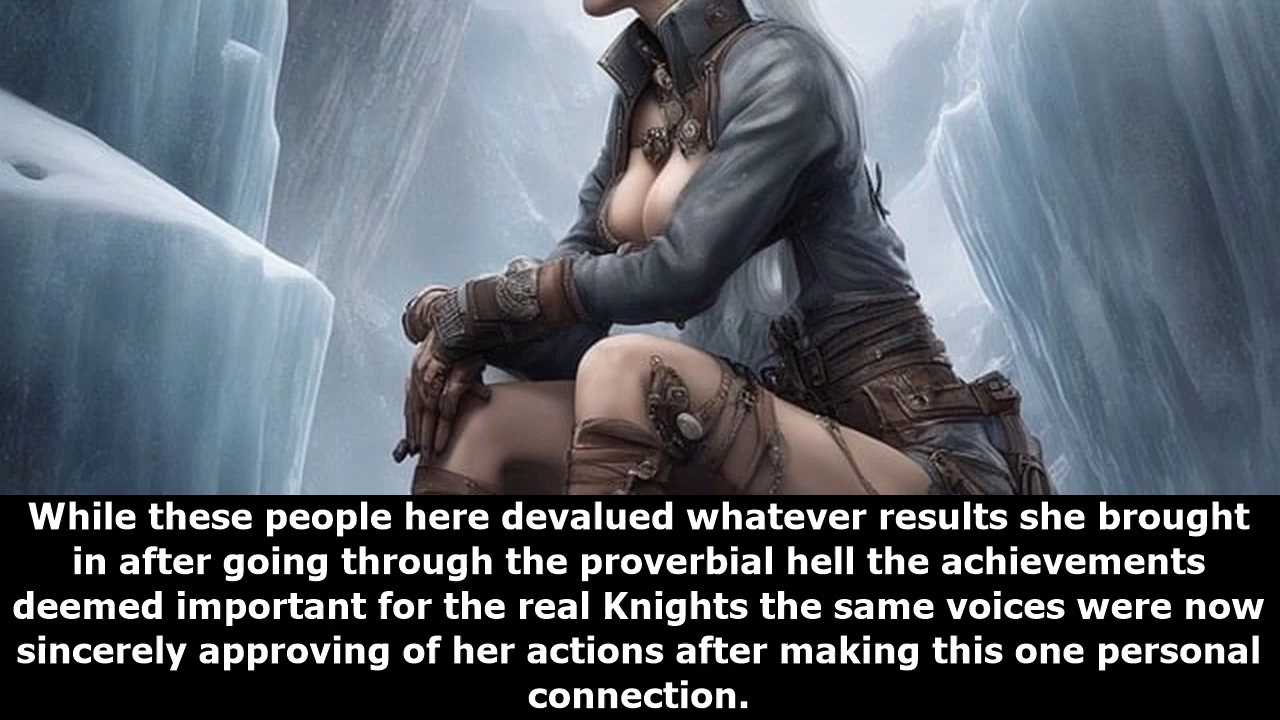 While these people here devalued whatever results she brought
in after going through the proverbial hell the achievements
deemed important for the real Knights the same voices were now
sincerely approving of her actions after making this one personal
connection.